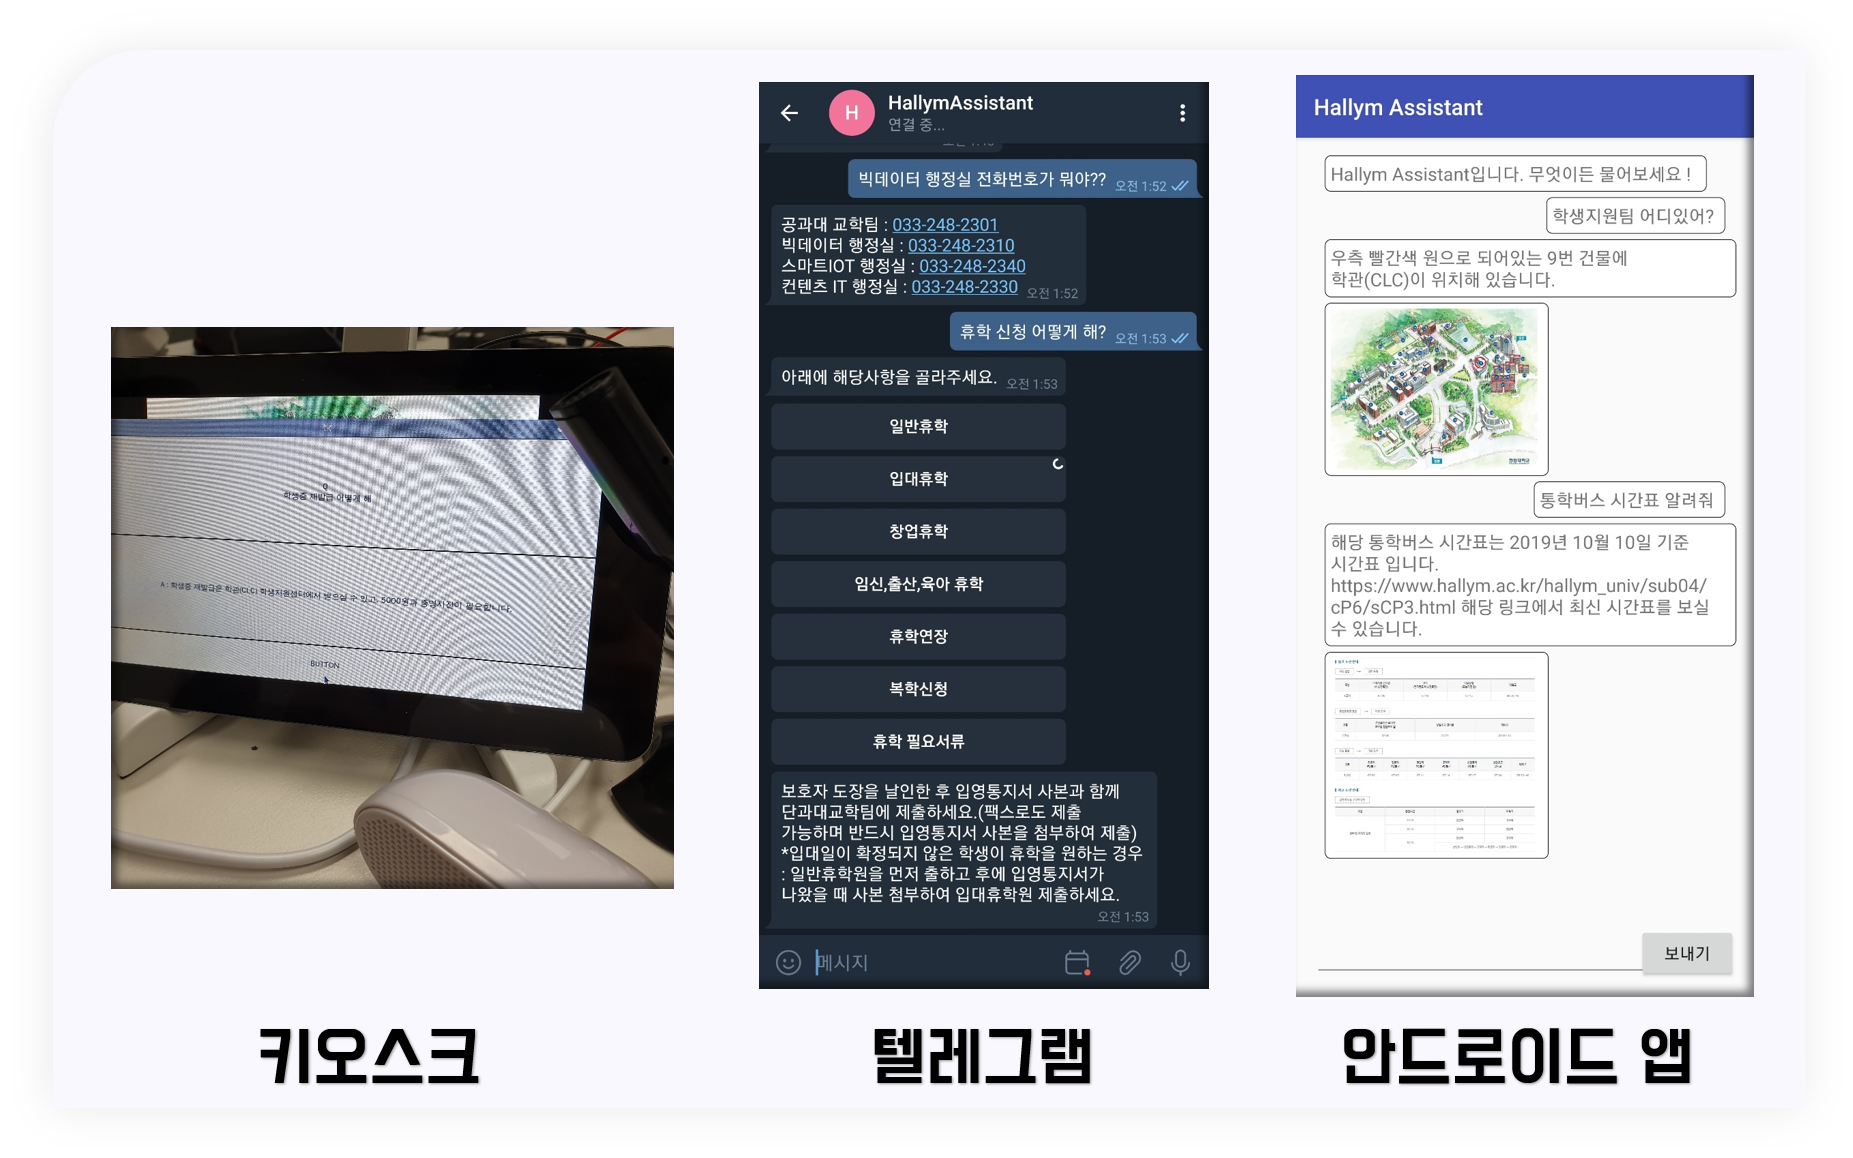 Q
학생증 재발급 어떻게 해
A : 학생증 재발급은 학관(CLC) 학생지원센터에서 받으실 수 있고, 5000원과 증명사진이 필요합니다.
BUTTON
키오스크
H
HallymAssistant
연결 중...
빅데이터 행정실 전화번호가 뭐야?? 오전 1:52
공과대 교학팀 : 033-248-2301
빅데이터 행정실 : 033-248-2310
스마트IOT 행정실 : 033-248-2340
컨텐츠 IT 행정실 : 033-248-2330 오전 1:52
휴학 신청 어떻게 해? 오전 1:53
아래에 해당사항을 골라주세요. 오전 1:53
일반휴학
입대휴학
창업휴학
임신,출산,육아 휴학
휴학연장
복학신청
휴학 필요서류
보호자 도장을 날인한 후 입영통지서 사본과 함께
단과대교학팀에 제출하세요.(팩스로도 제출
가능하며 반드시 입영통지서 사본을 첨부하여 제출)
*입대일이 확정되지 않은 학생이 휴학을 원하는 경우
: 일반휴학원을 먼저 출하고 후에 입영통지서가
나왔을 때 사본 첨부하여 입대휴학원 제출하세요.
오전 1:53
메시지
텔레그램
Hallym Assistant
Hallym Assistant입니다. 무엇이든 물어보세요 !
학생지원팀 어디있어?
우측 빨간색 원으로 되어있는 9번 건물에
학관(CLC)이 위치해 있습니다.
통학버스 시간표 알려줘
해당 통학버스 시간표는 2019년 10월 10일 기준
시간표 입니다.
https://www.hallym.ac.kr/hallym_univ/sub04/
cP6/sCP3.html 해당 링크에서 최신 시간표를 보실
수 있습니다.
보내기
안드로이드 앱